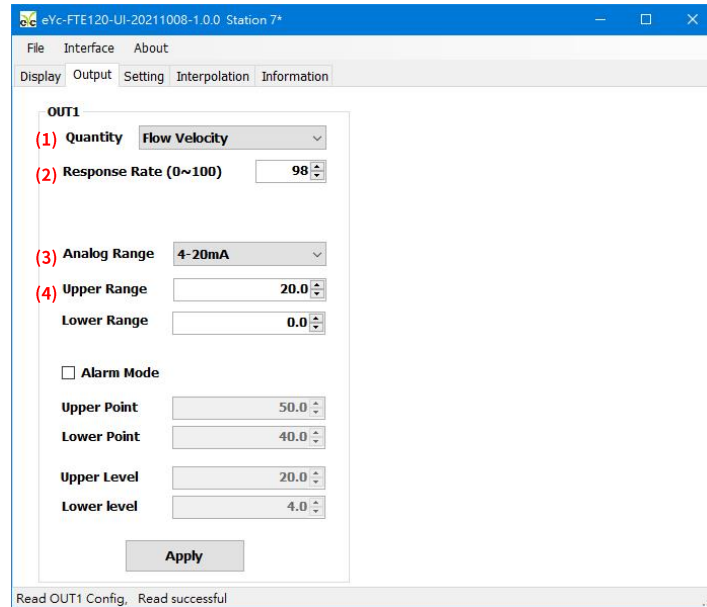 eYc-FTE120-UI-20211008-1.0.0 Station 7*
File Interface About
Display Output Setting Interpolation Information
OUT1
(1) Quantity Flow Velocity
(2) Response Rate (0~100) 98
(3) Analog Range 4-20mA
(4) Upper Range 20.0
Lower Range 0.0
Alarm Mode
Upper Point 50.0
Lower Point 40.0
Upper Level 20.0
Lower level 4.0
Apply
Read OUT1 Config, Read successful